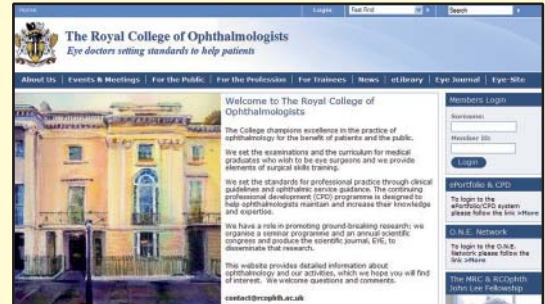 Home
Login
Fast Find
Search
The Royal College of Ophthalmologists
Eye doctors setting standards to help patients
About Us | Events & Meetings | For the Public | For the Profession | For Trainees | News | eLibrary | Eye Journal | Eye-Site
Welcome to The Royal College of
Ophthalmologists
The College champions excellence in the practice of
ophthalmology for the benefit of patients and the public.
We set the examinations and the curriculum for medical
graduates who wish to be eye surgeons and we provide
elements of surgical skills training.
We set the standards for professional practice through clinical
guidelines and ophthalmic service guidance. The continuing
professional development (CPD) programme is designed to
help ophthalmologists maintain and increase their knowledge
and expertise.
We have a role in promoting ground-breaking research; we
organise a seminar programme and an annual scientific
congress and produce the scientific journal, EYE, to
disseminate that research.
This website provides detailed information about
ophthalmology and our activities, which we hope you will find
of interest. We welcome questions and comments.
contact@rcophth.ac.uk
Members Login
Surname:
Member ID:
Login
ePortfolio & CPD
To login to the
ePortfolio/CPD system
please follow the link >More
O.N.E. Network
To login to the O.N.E.
Network please follow the
link >More
The MRC & RCOphth
John Lee Fellowship